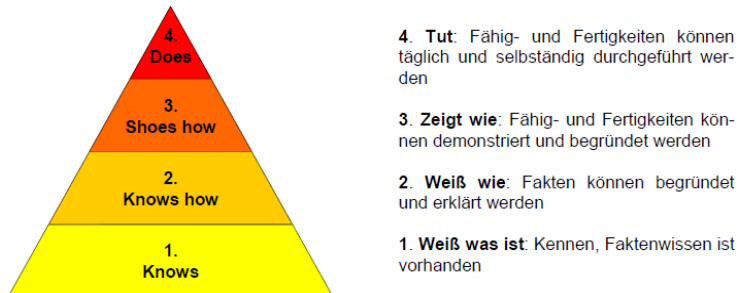 4.
Does
3.
Shoes how
2.
Knows how
1.
Knows
4. Tut: Fähig- und Fertigkeiten können
täglich und selbständig durchgeführt wer-
den
3. Zeigt wie: Fähig- und Fertigkeiten kön-
nen demonstriert und begründet werden
2. Weiß wie: Fakten können begründet
und erklärt werden
1. Weiß was ist: Kennen, Faktenwissen ist
vorhanden